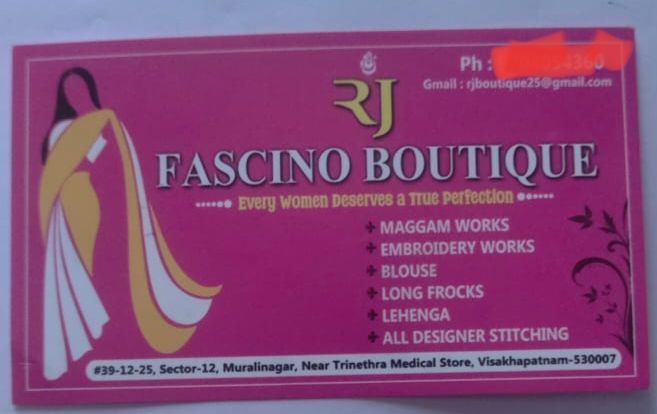 Ph :
Gmail : rjboutique25@gmail.com
RJ
FASCINO BOUTIQUE
Every Women Deserves a True Perfection
MAGGAM WORKS
EMBROIDERY WORKS
BLOUSE
LONG FROCKS
LEHENGA
ALL DESIGNER STITCHING
#39-12-25, Sector-12, Muralinagar, Near Trinethra Medical Store, Visakhapatnam-530007